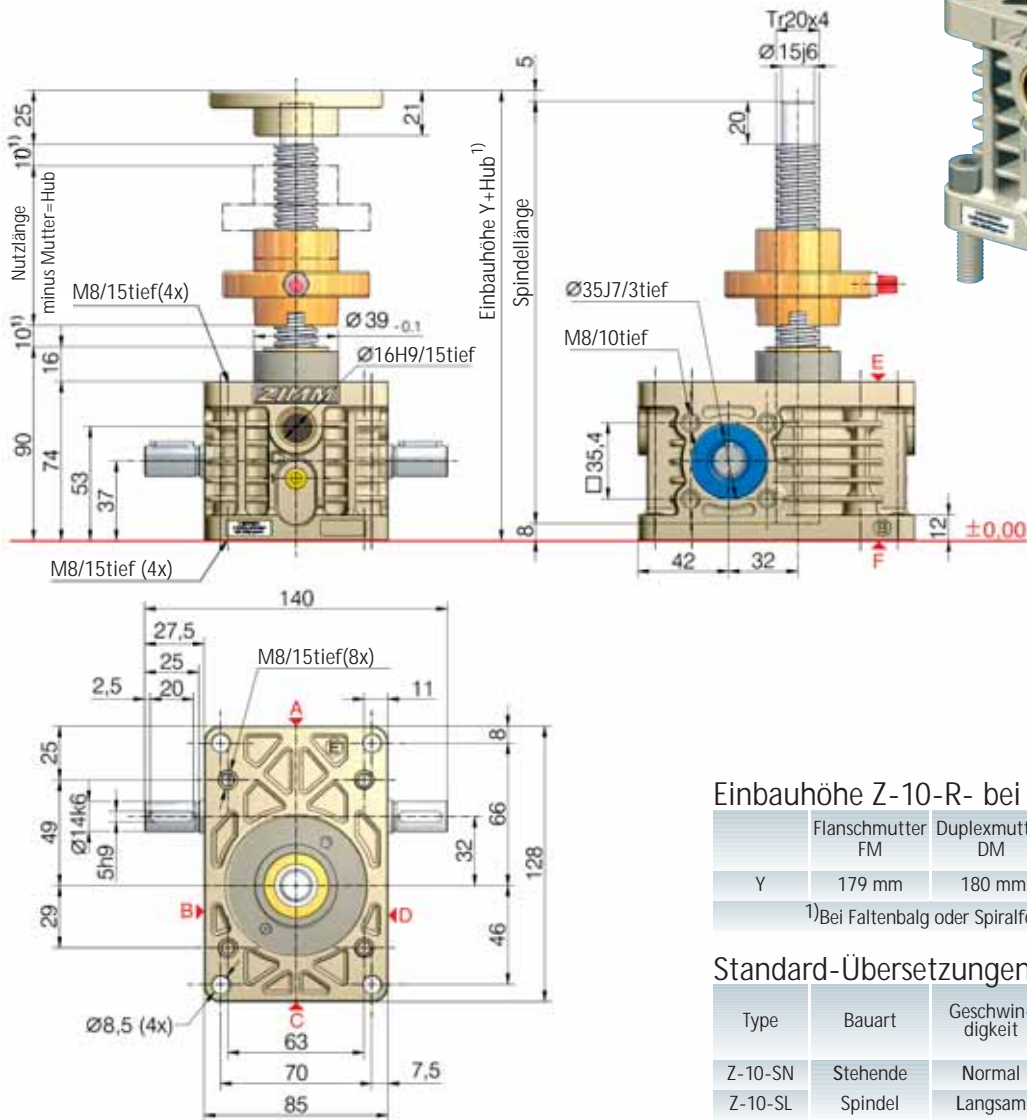 Tr20x4
Ø15j6
5
20
25
21
10¹⁾
Nutzlänge
minus Mutter=Hub
Einbauhöhe Y+Hub¹⁾
Spindellänge
M8/15tief(4x)
Ø39 -0.1
Ø16H9/15tief
10¹⁾
16
90
74
53
37
ZIMM
M8/15tief (4x)
Ø35J7/3tief
M8/10tief
□35,4
E
8
12
±0,00
F
42
32
140
27,5
25
2,5
20
M8/15tief(8x)
11
A
E
8
25
49
29
Ø14k6
5h9
32
66
128
46
B
D
C
Ø8,5 (4x)
63
70
7,5
85
Einbauhöhe Z-10-R- bei
Flanschmutter FM
Y 179 mm 180 mm
¹⁾Bei Faltenbalg oder
Standard-Übersetzungen
Type Bauart Geschwin-digkeit
Z-10-SN Stehende Normal
Z-10-SL Spindel Langsam